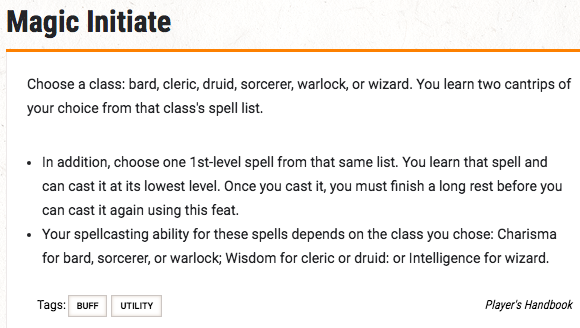 Magic Initiate
Choose a class: bard, cleric, druid, sorcerer, warlock, or wizard. You learn two cantrips of
your choice from that class's spell list.
• In addition, choose one 1st-level spell from that same list. You learn that spell and
can cast it at its lowest level. Once you cast it, you must finish a long rest before you
can cast it again using this feat.
• Your spellcasting ability for these spells depends on the class you chose: Charisma
for bard, sorcerer, or warlock; Wisdom for cleric or druid: or Intelligence for wizard.
Tags: BUFF UTILITY Player's Handbook